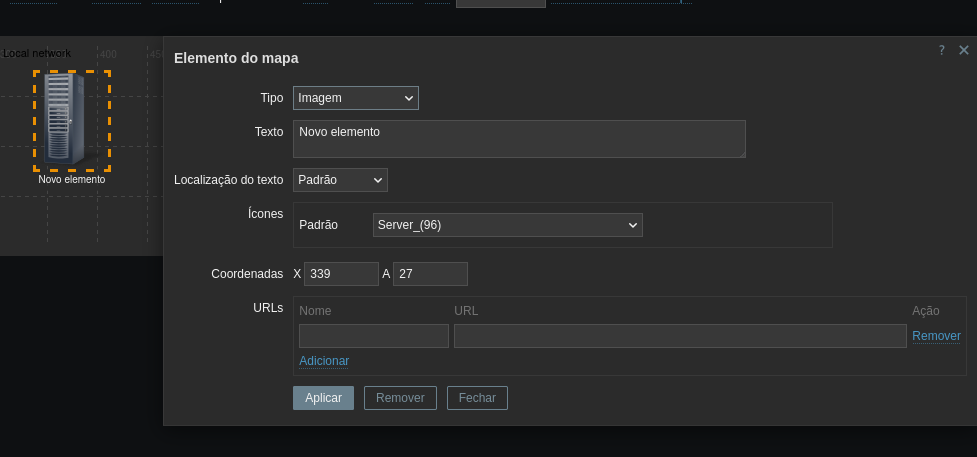 Local network
400
450
Novo elemento
Elemento do mapa
?
Tipo
Imagem
Texto
Novo elemento
Localização do texto
Padrão
Ícones
Padrão
Server_(96)
Coordenadas X 339 A 27
URLs
Nome URL Ação
Remover
Adicionar
Aplicar Remover Fechar